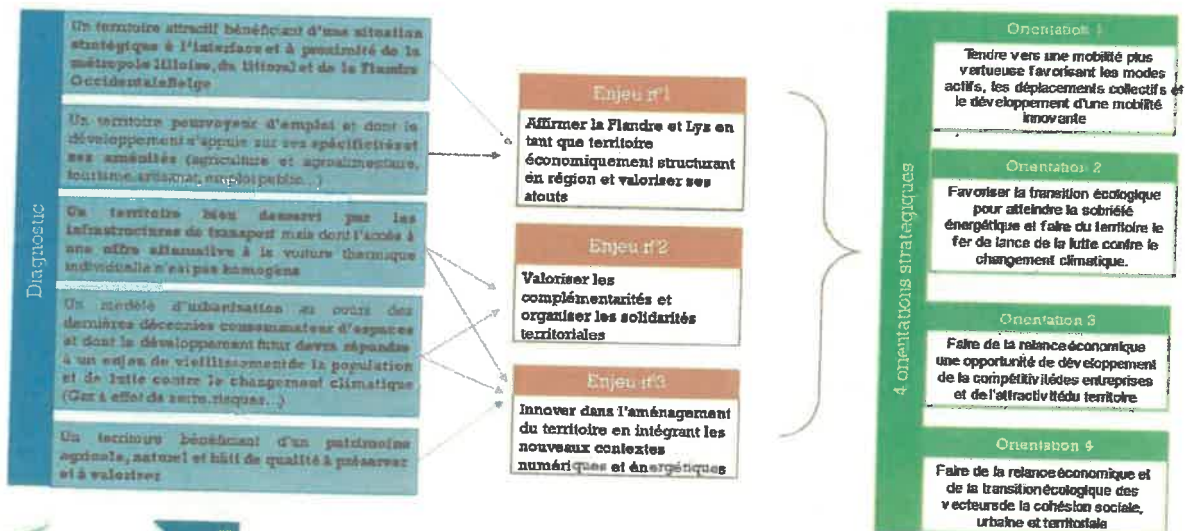 Diagnostic
Un territoire attractif bénéficiant d'une situation
stratégique à l'interface et à proximité de la
métropole lilloise, du littoral et de la Flandre
Occidentale Belge
Un territoire pourvoyeur d'emploi et dont le
développement s'appuie sur ses spécificités et
ses aménités (agriculture et agroalimentaire,
tourisme, artisanat, emploi public...)
Un territoire bien desservi par les
infrastructures de transport mais dont l'accès à
une offre alternative à la voiture thermique
individuelle n'est pas homogène
Un modèle d'urbanisation au cours des
dernières décennies consommateur d'espaces
et dont le développement futur devra répondre
à un enjeu de vieillissement de la population
et de lutte contre le changement climatique
(Gaz à effet de serre, risques...)
Un territoire bénéficiant d'un patrimoine
agricole, naturel et bâti de qualité à préserver
et à valoriser
Enjeu n°1
Affirmer la Flandre et Lys en
tant que territoire
économiquement structurant
en région et valoriser ses
atouts
Enjeu n°2
Valoriser les
complémentarités et
organiser les solidarités
territoriales
Enjeu n°3
Innover dans l'aménagement
du territoire en intégrant les
nouveaux contextes
numériques et énergétiques
4 orientations stratégiques
Orientation 1
Tendre vers une mobilité plus
vertueuse favorisant les modes
actifs, les déplacements collectifs et
le développement d'une mobilité
innovante
Orientation 2
Favoriser la transition écologique
pour atteindre la sobriété
énergétique et faire du territoire le
fer de lance de la lutte contre le
changement climatique.
Orientation 3
Faire de la relance économique
une opportunité de développement
de la compétitivité des entreprises
et de l'attractivité du territoire
Orientation 4
Faire de la relance économique et
de la transition écologique des
vecteurs de la cohésion sociale,
urbaine et territoriale